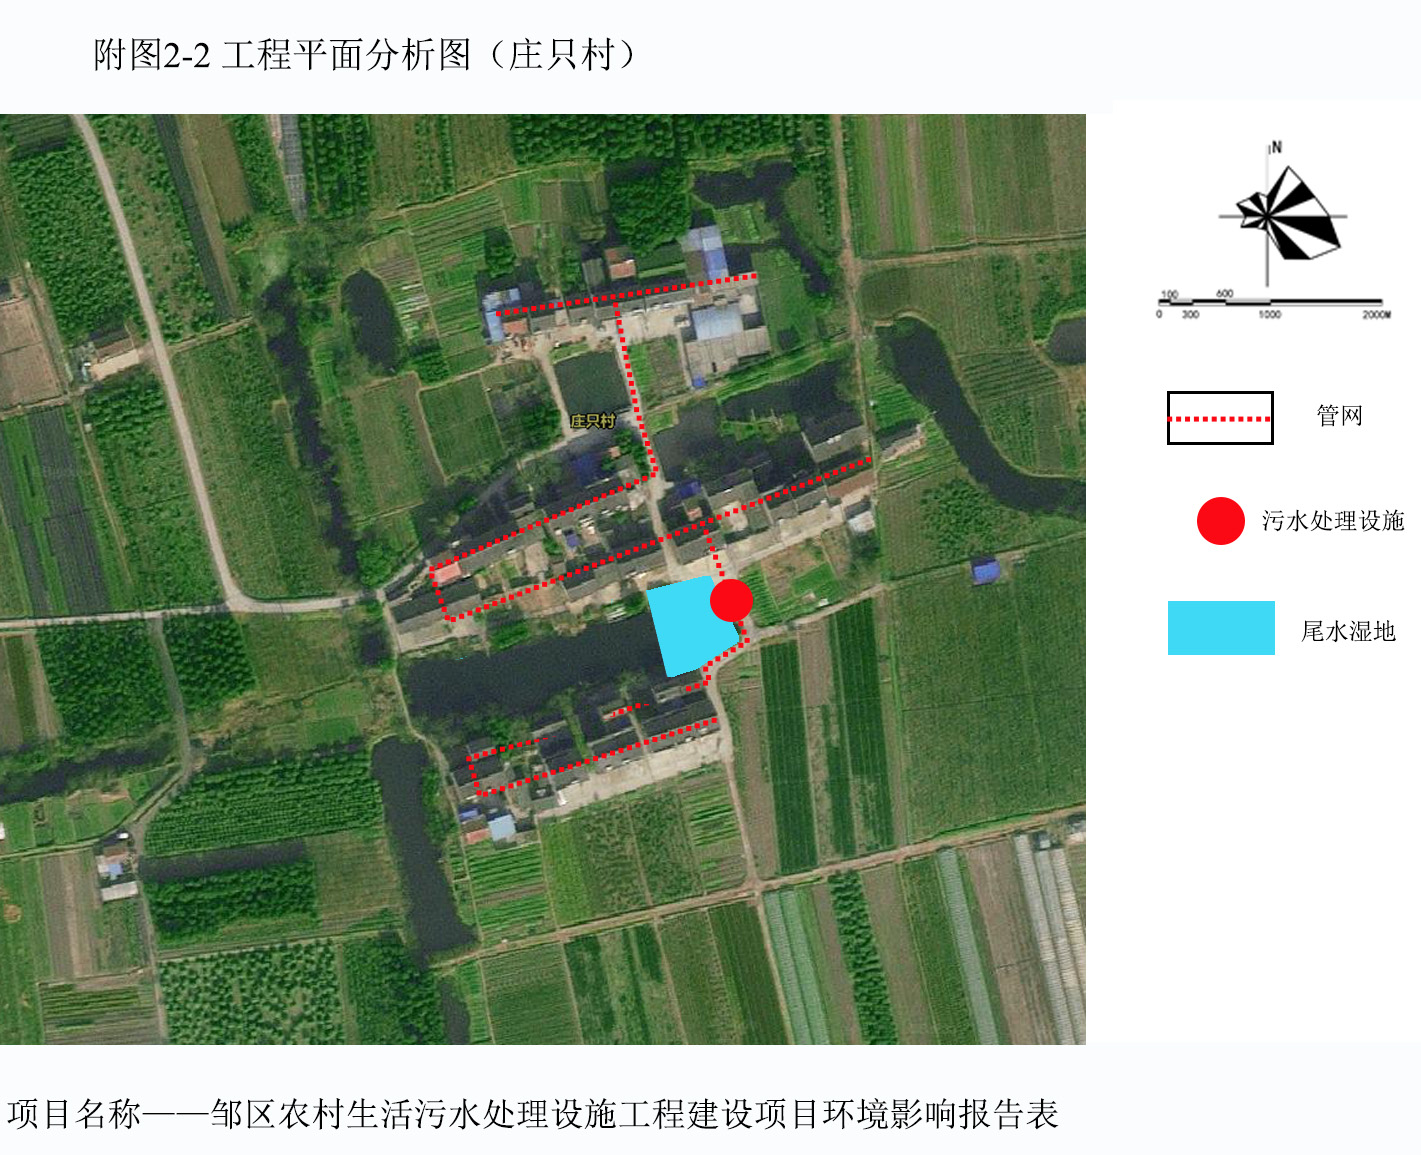 附图2-2 工程平面分析图（庄只村）
N
100 600
0 300 1000 2000M
管网
庄只村
污水处理设施
尾水湿地
项目名称——邹区农村生活污水处理设施工程建设项目环境影响报告表